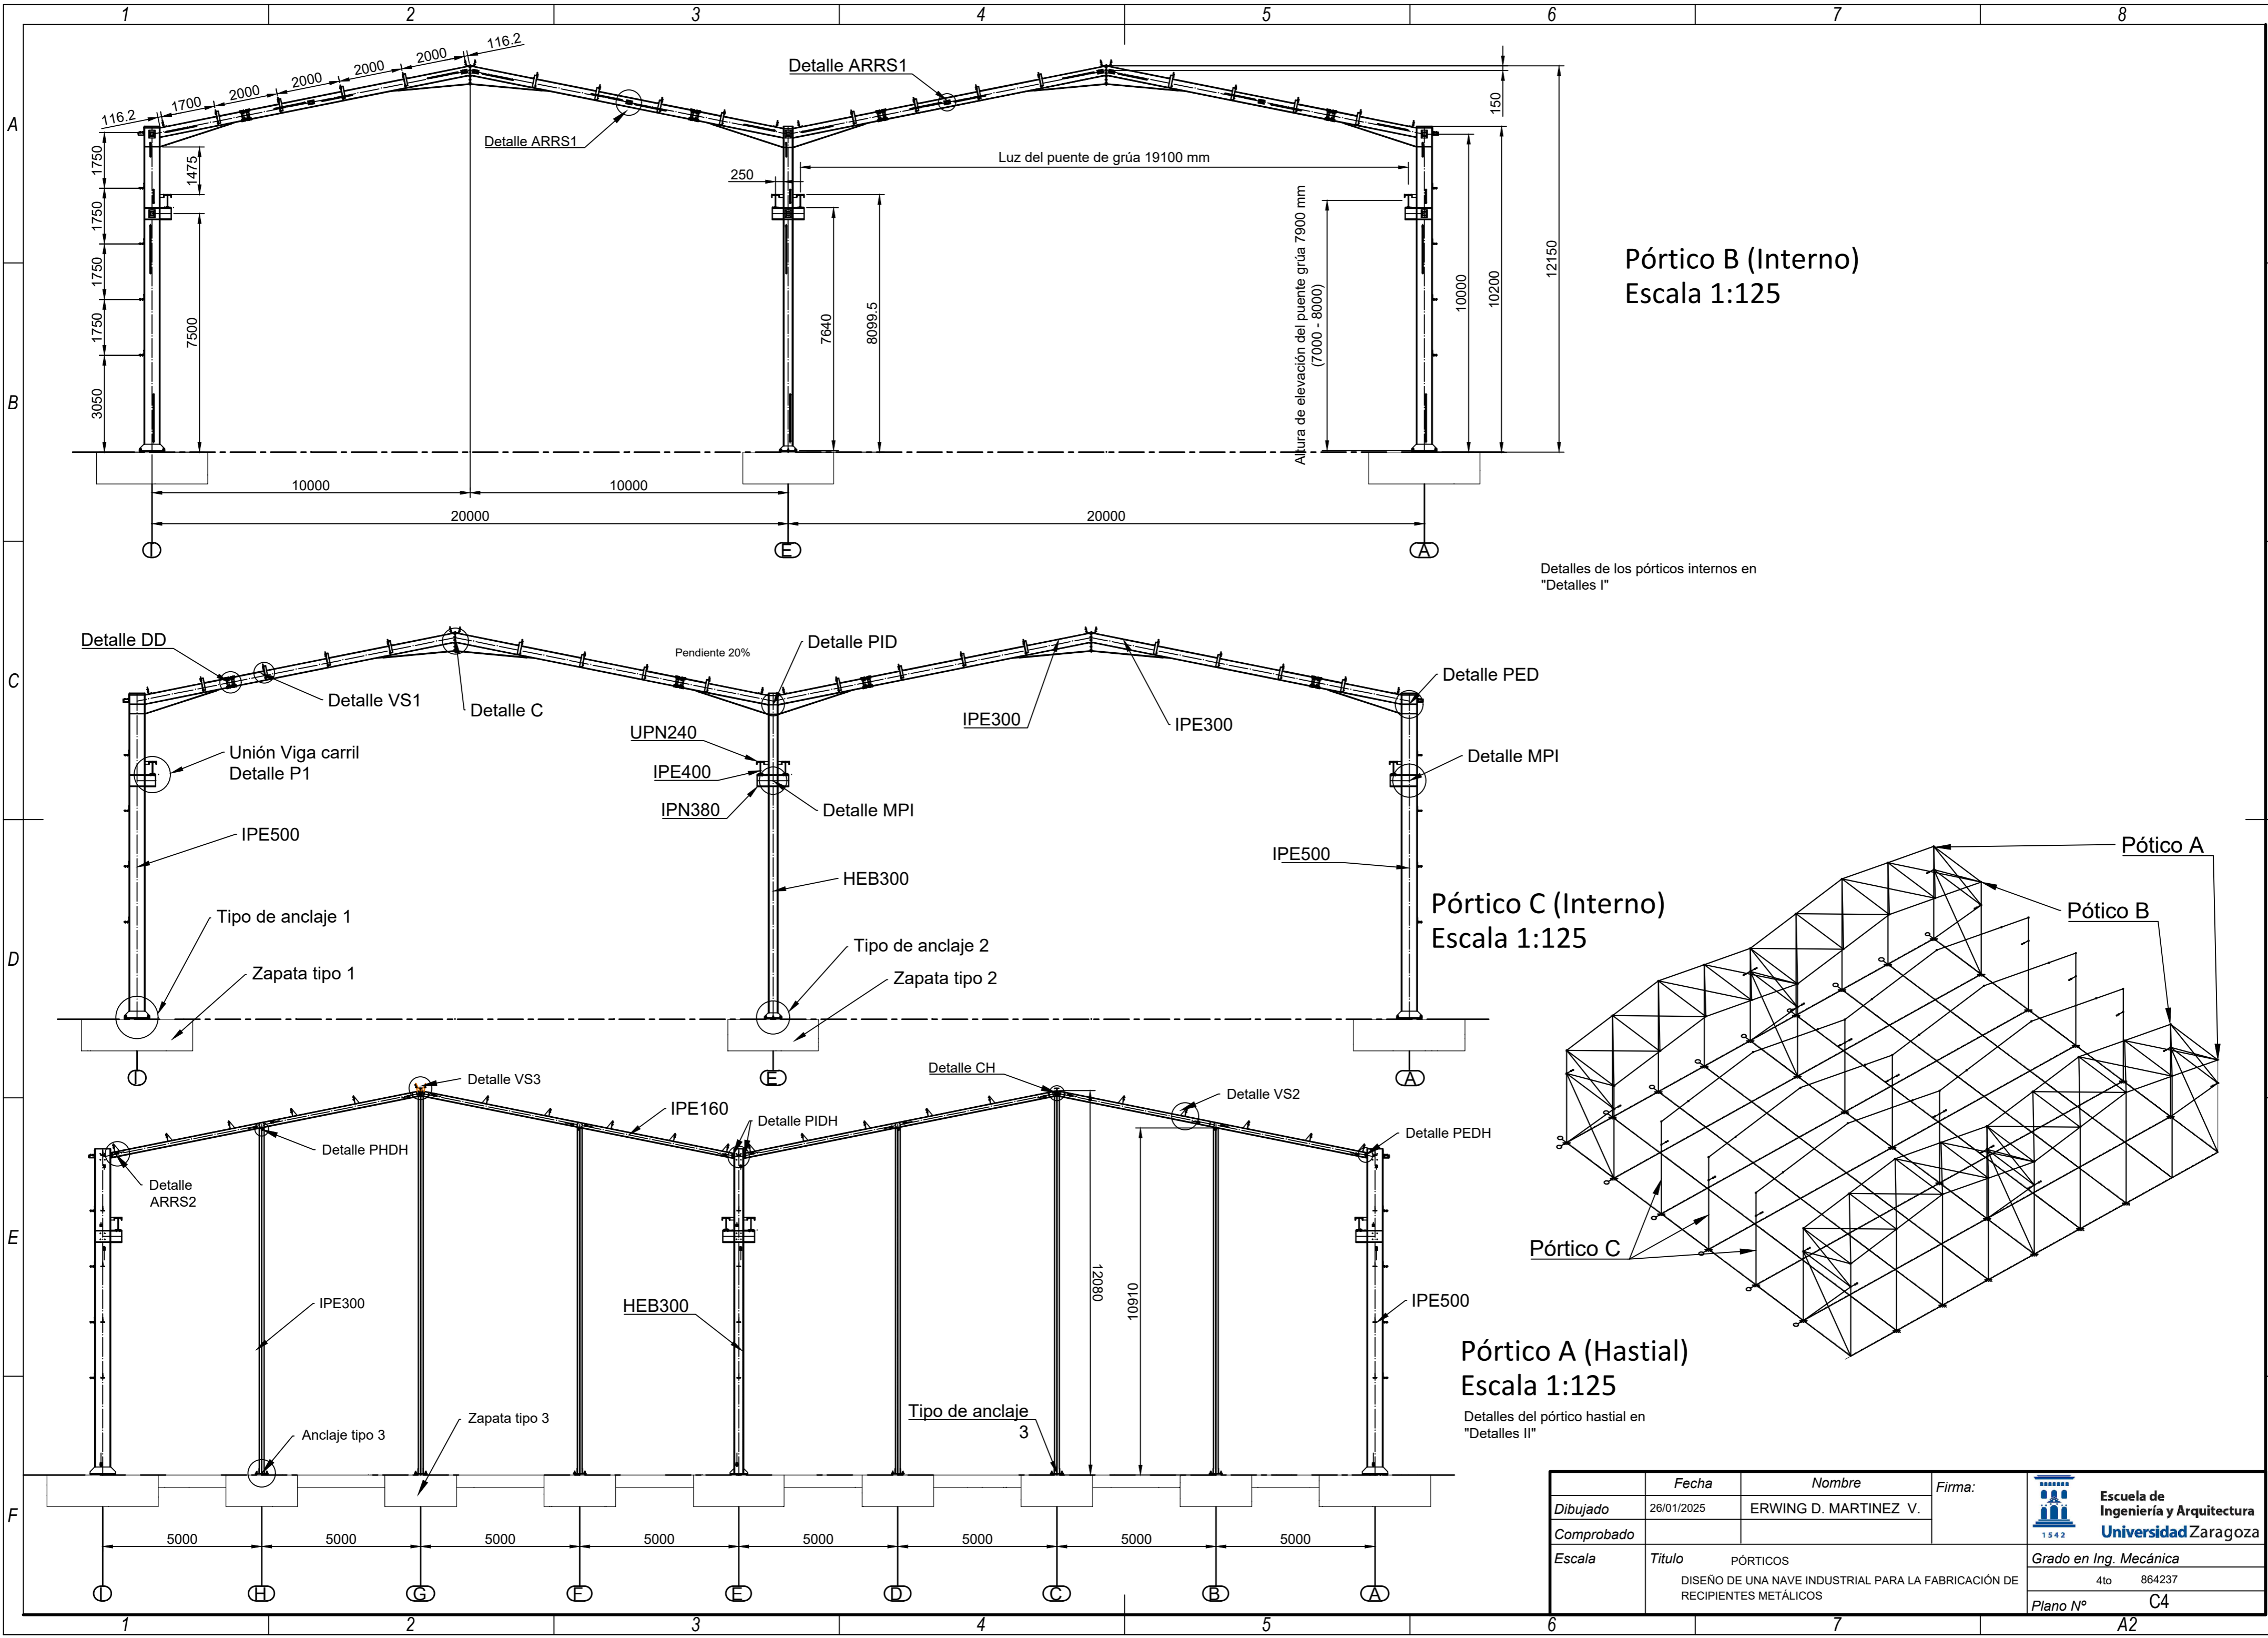 1 2 3 4 5 6 7 8
A
B
C
D
E
F
116.2
1700
2000
2000
2000
2000
116.2
Detalle ARRS1
Detalle ARRS1
1750
1750
1750
1750
3050
1475
7500
250
Luz del puente de grúa 19100 mm
7640
8099.5
Altura de elevación del puente grúa 7900 mm
(7000 - 8000)
150
10000
10200
12150
10000
10000
20000
20000
I
E
A
Pórtico B (Interno)
Escala 1:125
Detalles de los pórticos internos en
"Detalles I"
Detalle DD
Detalle VS1
Detalle C
Pendiente 20%
Detalle PID
IPE300
IPE300
Detalle PED
Unión Viga carril
Detalle P1
UPN240
IPE400
IPN380
Detalle MPI
Detalle MPI
IPE500
HEB300
IPE500
Tipo de anclaje 1
Zapata tipo 1
Tipo de anclaje 2
Zapata tipo 2
I
E
A
Pórtico C (Interno)
Escala 1:125
Pótico A
Pótico B
Pórtico C
Detalle VS3
IPE160
Detalle PIDH
Detalle CH
Detalle VS2
Detalle PEDH
Detalle PHDH
Detalle
ARRS2
IPE300
HEB300
12080
10910
IPE500
Zapata tipo 3
Anclaje tipo 3
Tipo de anclaje
3
5000
5000
5000
5000
5000
5000
5000
5000
I
H
G
F
E
D
C
B
A
Pórtico A (Hastial)
Escala 1:125
Detalles del pórtico hastial en
"Detalles II"
Fecha
Nombre
Firma:
Dibujado
26/01/2025
ERWING D. MARTINEZ V.
Comprobado
Escala
Titulo
PÓRTICOS
DISEÑO DE UNA NAVE INDUSTRIAL PARA LA FABRICACIÓN DE
RECIPIENTES METÁLICOS
1542
Escuela de
Ingeniería y Arquitectura
Universidad Zaragoza
Grado en Ing. Mecánica
4to 864237
Plano Nº C4
1 2 3 4 5 6 7 A2